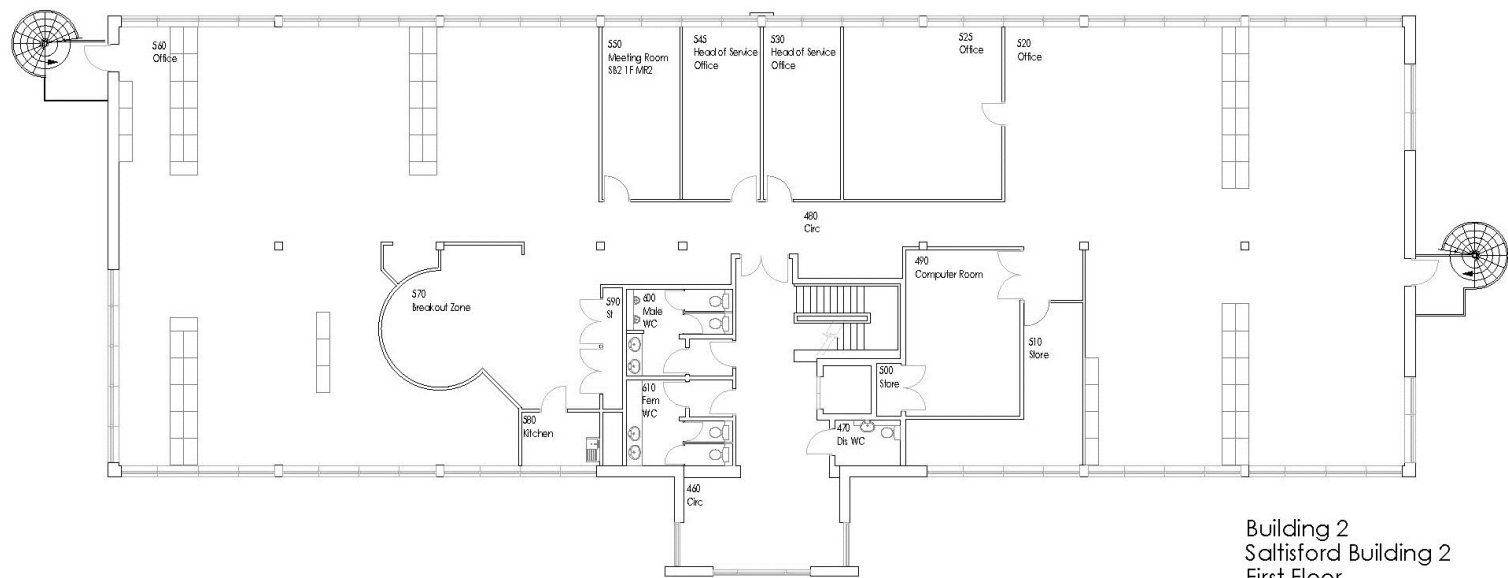 560
Office
550
Meeting Room
SB2 1F MR2
545
Head of Service
Office
530
Head of Service
Office
525
Office
520
Office
480
Circ
490
Computer Room
570
Breakout Zone
590
St
600
Male
WC
510
Store
500
Store
610
Fem
WC
580
Kitchen
470
Dis WC
460
Circ
Building 2
Saltisford Building 2
First Floor